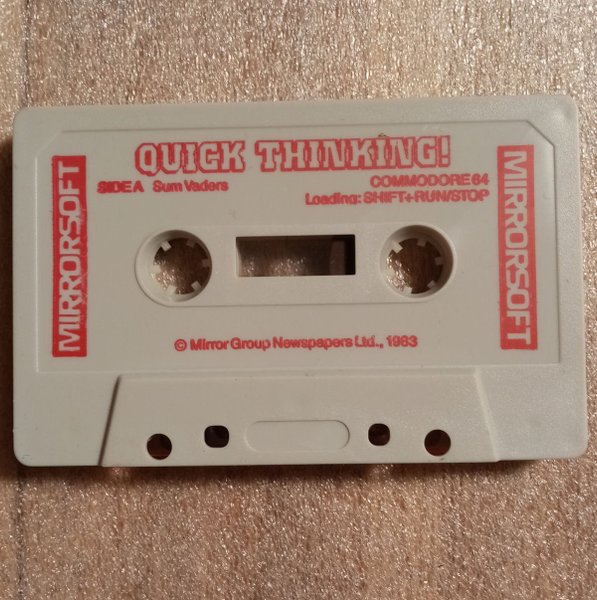 QUICK THINKING!
SIDE A Sum Vaders
COMMODORE 64
Loading: SHIFT+RUN/STOP
MIRRORSOFT
MIRRORSOFT
© Mirror Group Newspapers Ltd., 1983